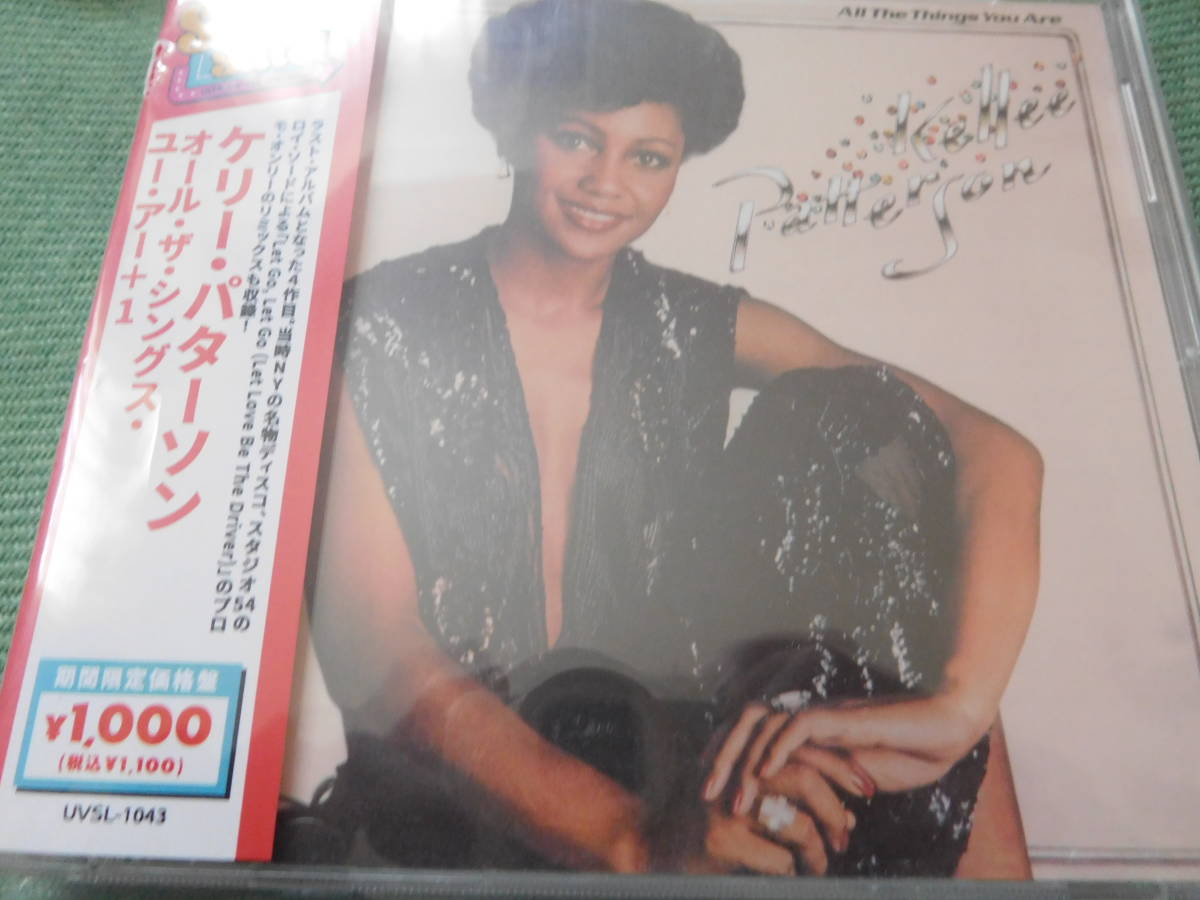 All The Things You Are
Kellee
Patterson
ケリー・パターソン
オール・ザ・シングス・
ユー・アー+1
ラスト・アルバムとなった4作目。当時NYの老舗ディスコ"スタジオ54の
ロイ・ソードによる「Let Go, Let Go (Let Love Be The Driver)」のプロ
モ・オンリーのリミックスも収録!
期間限定価格盤
¥1,000
(税込¥1,100)
UVSL-1043